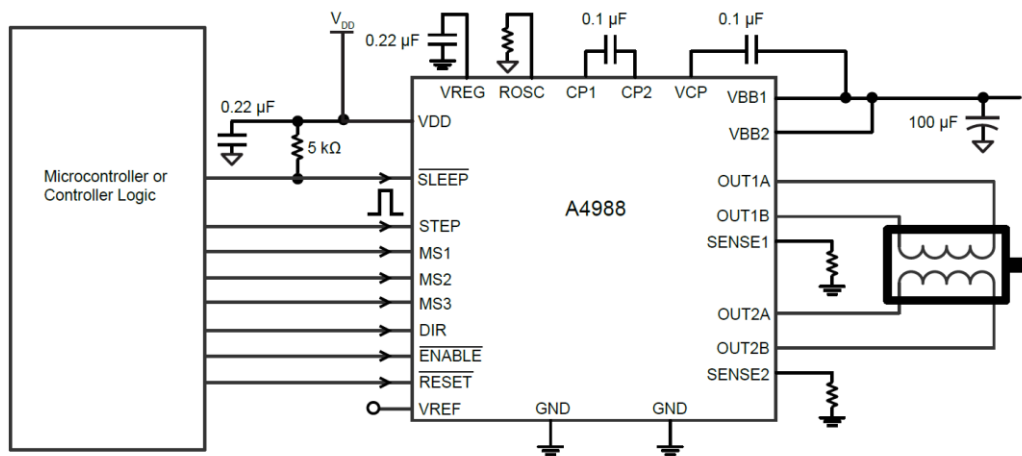 V_DD
0.22 µF
0.1 µF
0.1 µF
VREG
ROSC
CP1
CP2
VCP
VBB1
0.22 µF
VDD
5 kΩ
VBB2
100 µF
Microcontroller or
Controller Logic
SLEEP
OUT1A
A4988
STEP
OUT1B
MS1
SENSE1
MS2
MS3
OUT2A
DIR
OUT2B
ENABLE
SENSE2
RESET
VREF
GND
GND